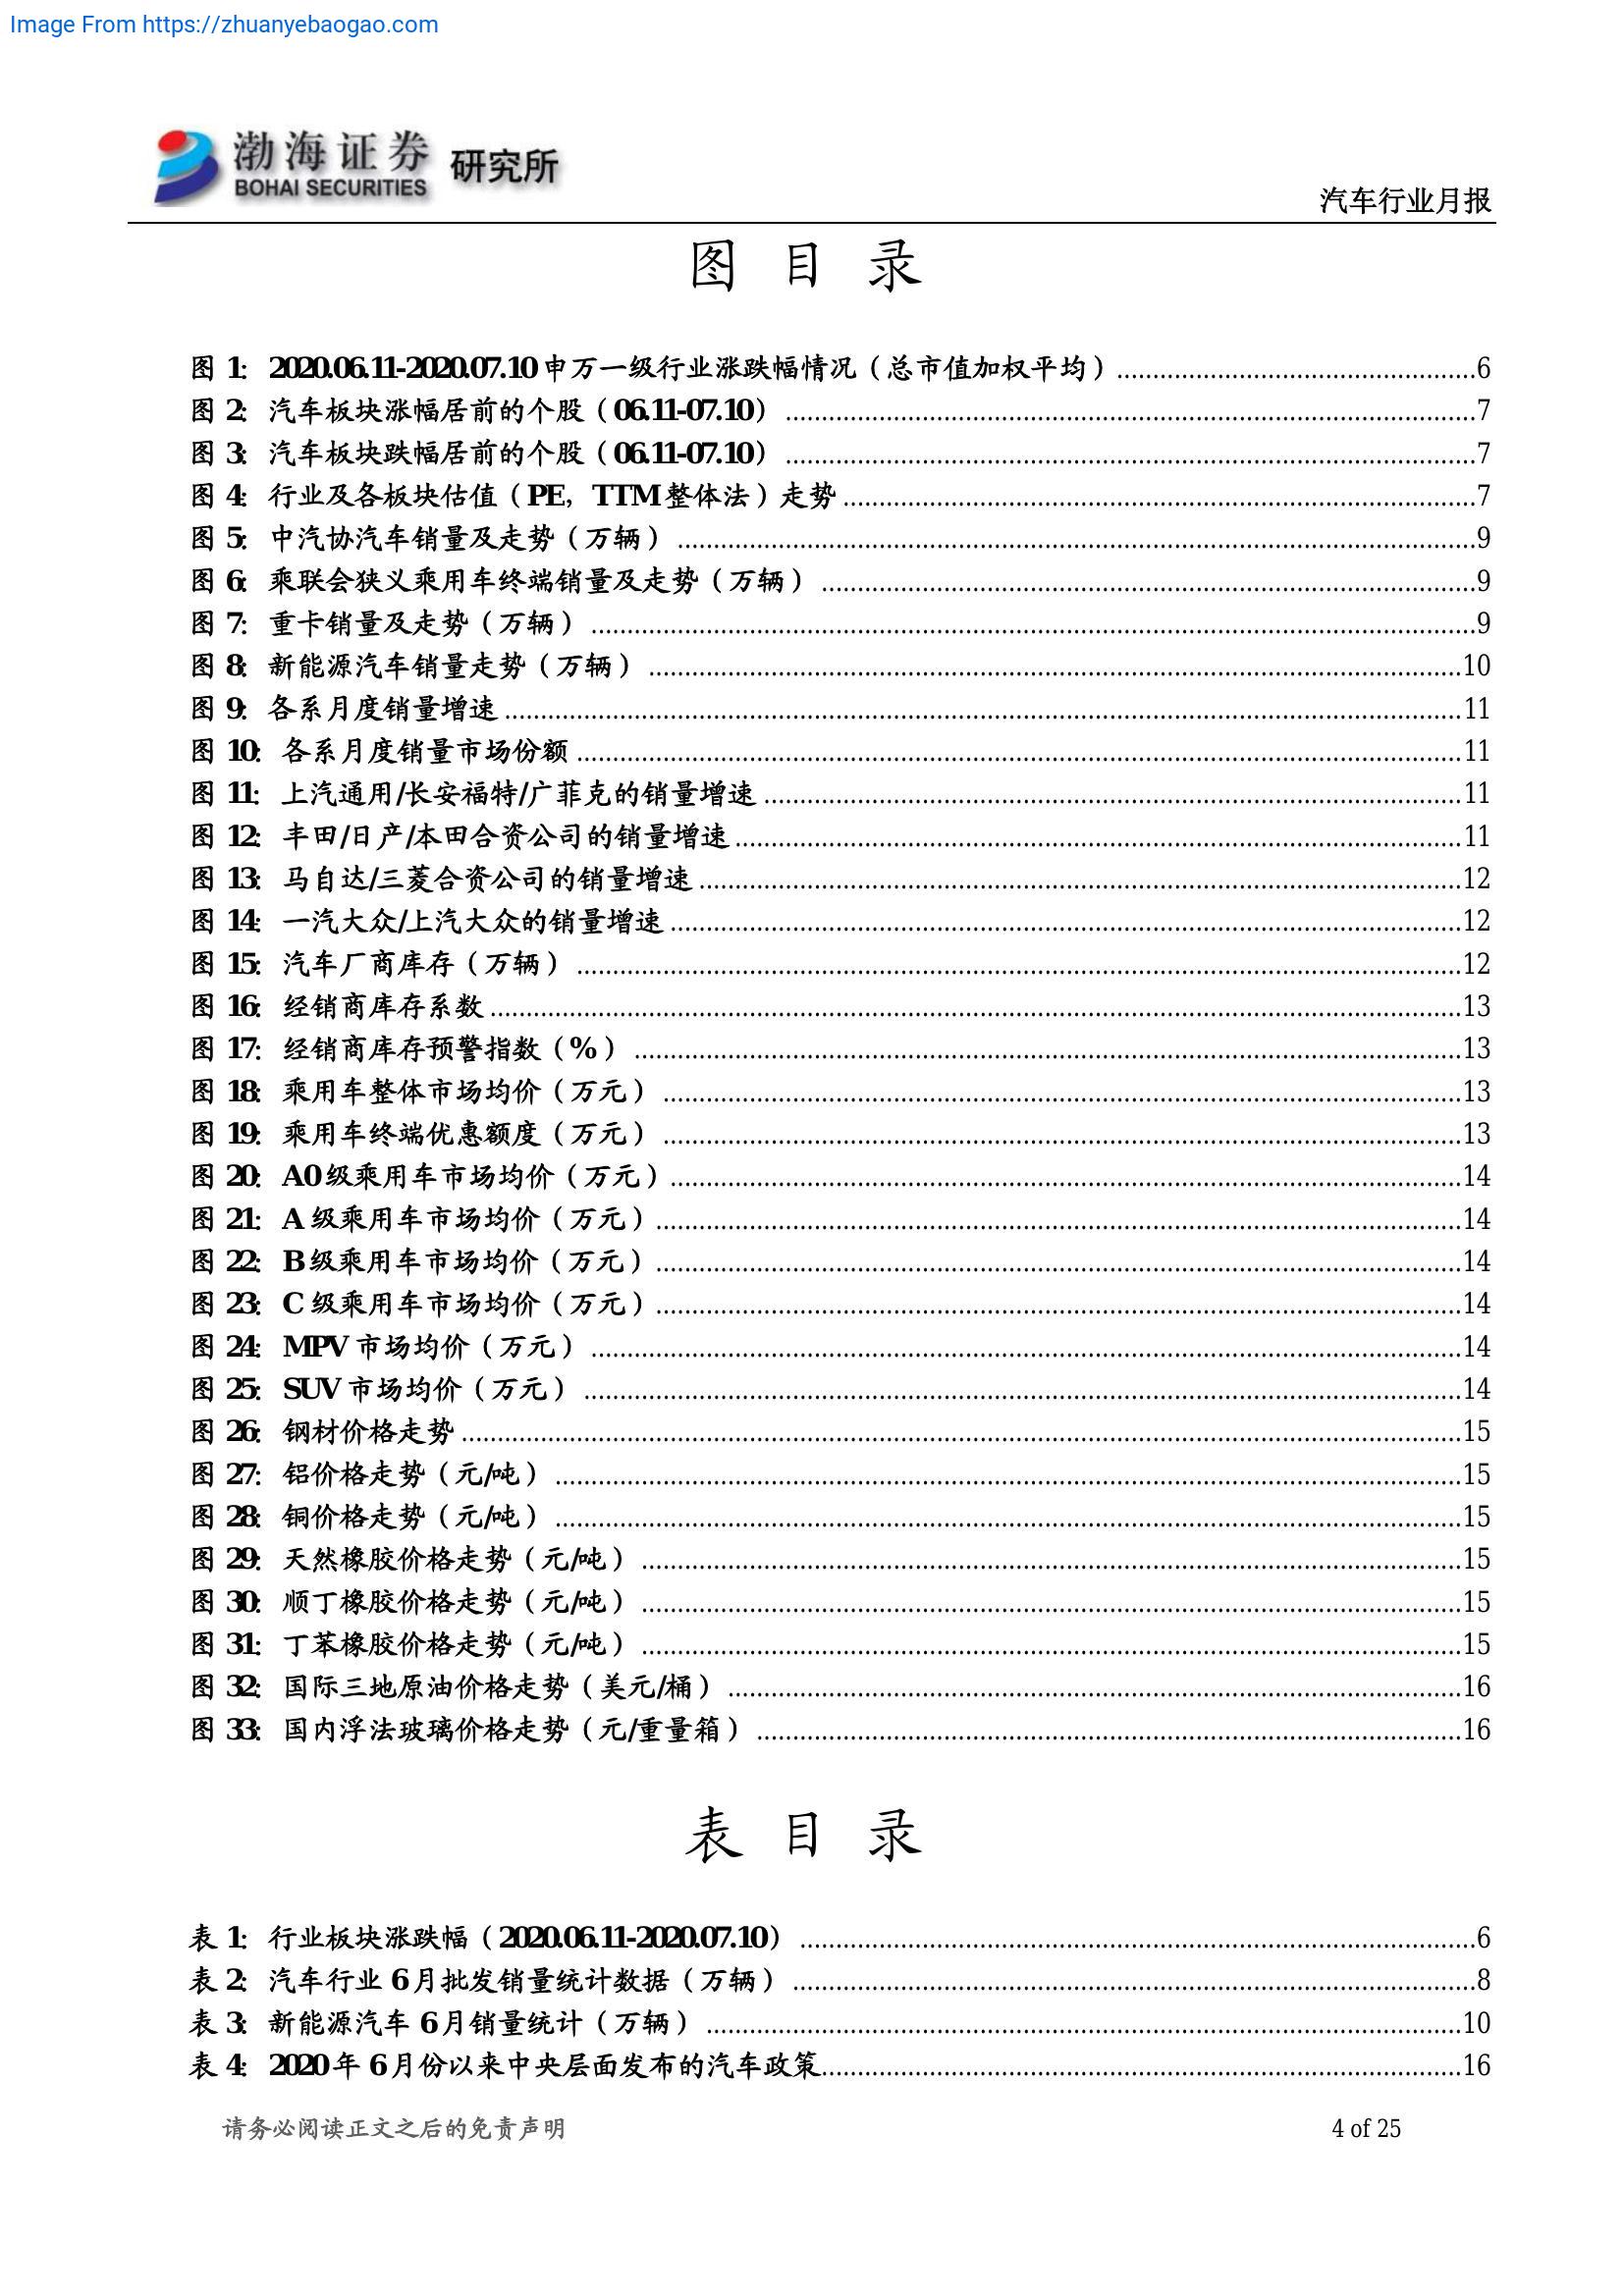 Image From https://zhuanyebaogao.com
渤海证券 研究所
BOHAI SECURITIES
汽车行业月报
图 目 录
图 1: 2020.06.11-2020.07.10申万一级行业涨跌幅情况（总市值加权平均）..................................................6
图 2: 汽车板块涨幅居前的个股（06.11-07.10）..................................................7
图 3: 汽车板块跌幅居前的个股（06.11-07.10）..................................................7
图 4: 行业及各板块估值（PE，TTM整体法）走势..................................................7
图 5: 中汽协汽车销量及走势（万辆）..................................................9
图 6: 乘联会狭义乘用车终端销量及走势（万辆）..................................................9
图 7: 重卡销量及走势（万辆）..................................................9
图 8: 新能源汽车销量走势（万辆）..................................................10
图 9: 各系月度销量增速..................................................11
图 10: 各系月度销量市场份额..................................................11
图 11: 上汽通用/长安福特/广菲克的销量增速..................................................11
图 12: 丰田/日产/本田合资公司的销量增速..................................................11
图 13: 马自达/三菱合资公司的销量增速..................................................12
图 14: 一汽大众/上汽大众的销量增速..................................................12
图 15: 汽车厂商库存（万辆）..................................................12
图 16: 经销商库存系数..................................................13
图 17: 经销商库存预警指数（%）..................................................13
图 18: 乘用车整体市场均价（万元）..................................................13
图 19: 乘用车终端优惠额度（万元）..................................................13
图 20: A0级乘用车市场均价（万元）..................................................14
图 21: A 级乘用车市场均价（万元）..................................................14
图 22: B级乘用车市场均价（万元）..................................................14
图 23: C 级乘用车市场均价（万元）..................................................14
图 24: MPV 市场均价（万元）..................................................14
图 25: SUV 市场均价（万元）..................................................14
图 26: 钢材价格走势..................................................15
图 27: 铝价格走势（元/吨）..................................................15
图 28: 铜价格走势（元/吨）..................................................15
图 29: 天然橡胶价格走势（元/吨）..................................................15
图 30: 顺丁橡胶价格走势（元/吨）..................................................15
图 31: 丁苯橡胶价格走势（元/吨）..................................................15
图 32: 国际三地原油价格走势（美元/桶）..................................................16
图 33: 国内浮法玻璃价格走势（元/重量箱）..................................................16
表 目 录
表 1: 行业板块涨跌幅（2020.06.11-2020.07.10）..................................................6
表 2: 汽车行业 6月批发销量统计数据（万辆）..................................................8
表 3: 新能源汽车 6月销量统计（万辆）..................................................10
表 4: 2020年 6月份以来中央层面发布的汽车政策..................................................16
请务必阅读正文之后的免责声明
4 of 25